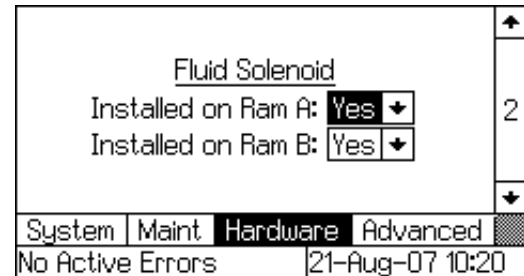 Fluid Solenoid
Installed on Ram A: Yes
2
Installed on Ram B: Yes
System Maint Hardware Advanced
No Active Errors 21-Aug-07 10:20